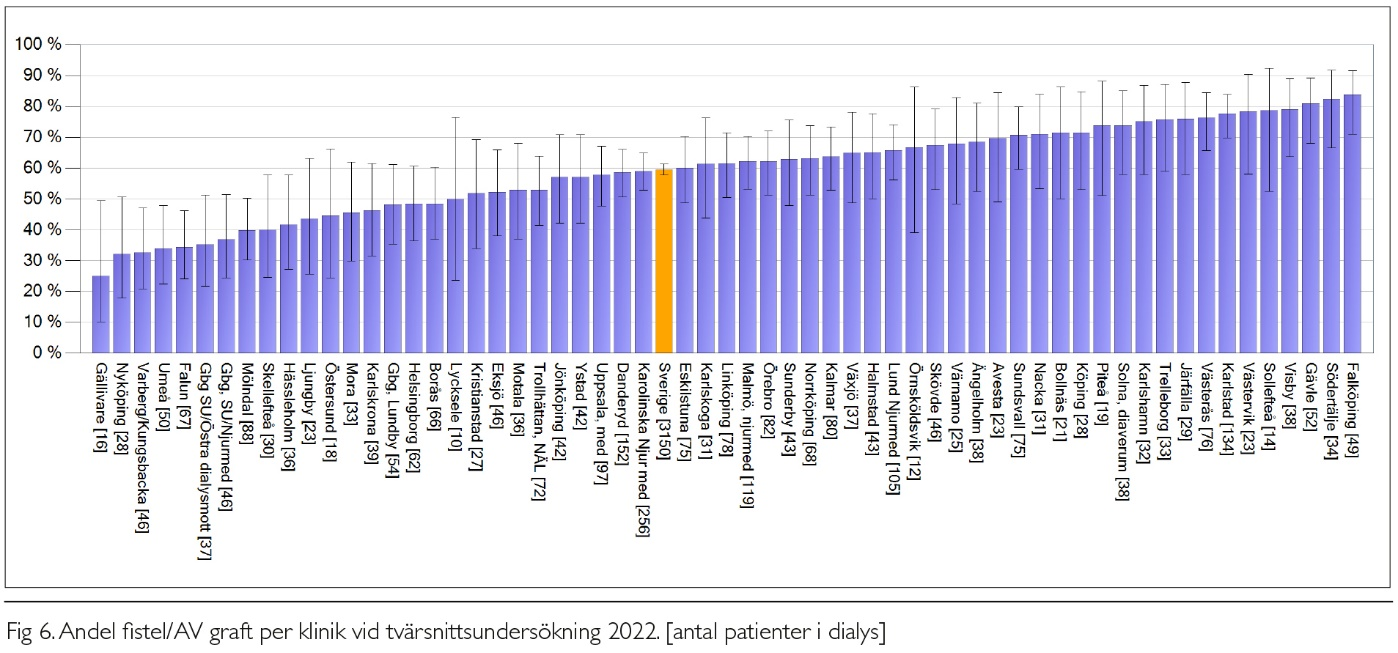 100 %
90 %
80 %
70 %
60 %
50 %
40 %
30 %
20 %
10 %
0 %
Gällivare [16]
Nyköping [28]
Varberg/Kungsbacka [46]
Umeå [50]
Falun [67]
Gbg SU/Östra dialysmott [37]
Gbg, SU/Njurmed [46]
Mölndal [88]
Skellefteå [30]
Hässleholm [36]
Ljungby [23]
Östersund [18]
Mora [33]
Karlskrona [39]
Gbg, Lundby [54]
Helsingborg [62]
Borås [66]
Lycksele [10]
Kristianstad [27]
Eksjö [46]
Motala [36]
Trollhättan, NÄL [72]
Jönköping [42]
Ystad [42]
Uppsala, med [97]
Danderyd [152]
Karolinska Njur med [256]
Sverige [3150]
Eskilstuna [75]
Karlskoga [31]
Linköping [78]
Malmö, njurmed [119]
Örebro [82]
Sunderby [43]
Norrköping [68]
Kalmar [80]
Växjö [37]
Halmstad [43]
Lund Njurmed [105]
Örnsköldsvik [12]
Skövde [46]
Värnamo [25]
Ängelholm [38]
Avesta [23]
Sundsvall [75]
Nacka [31]
Bollnäs [21]
Köping [28]
Piteå [19]
Solna, diaverum [38]
Karlshamn [32]
Trelleborg [33]
Järfälla [29]
Västerås [76]
Karlstad [134]
Västervik [23]
Sollefteå [14]
Visby [38]
Gävle [52]
Södertälje [34]
Falköping [49]
Fig 6. Andel fistel/AV graft per klinik vid tvärsnittsundersökning 2022. [antal patienter i dialys]